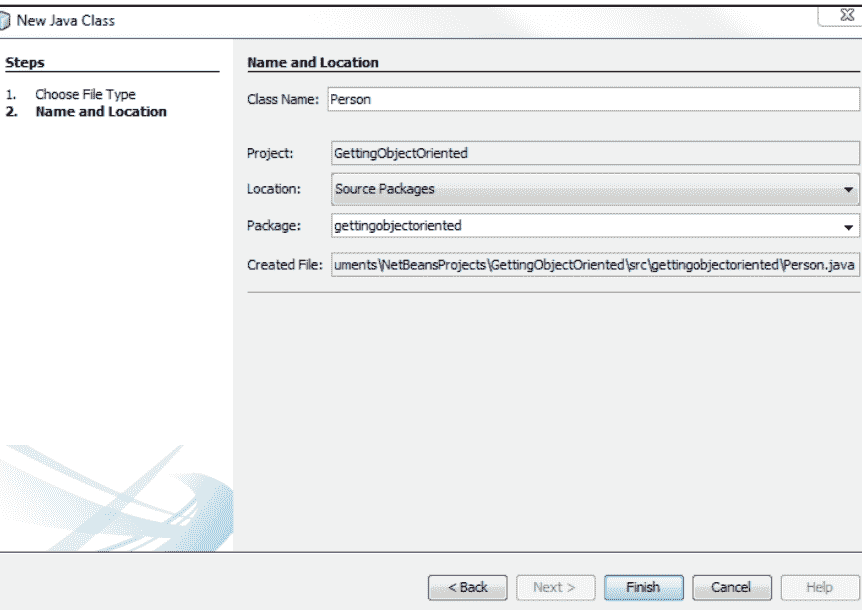 New Java Class
Steps
1. Choose File Type
2. Name and Location
Name and Location
Class Name: Person
Project: GettingObjectOriented
Location: Source Packages
Package: gettingobjectoriented
Created File: uments\NetBeansProjects\GettingObjectOriented\src\gettingobjectoriented\Person.java
< Back Next > Finish Cancel Help